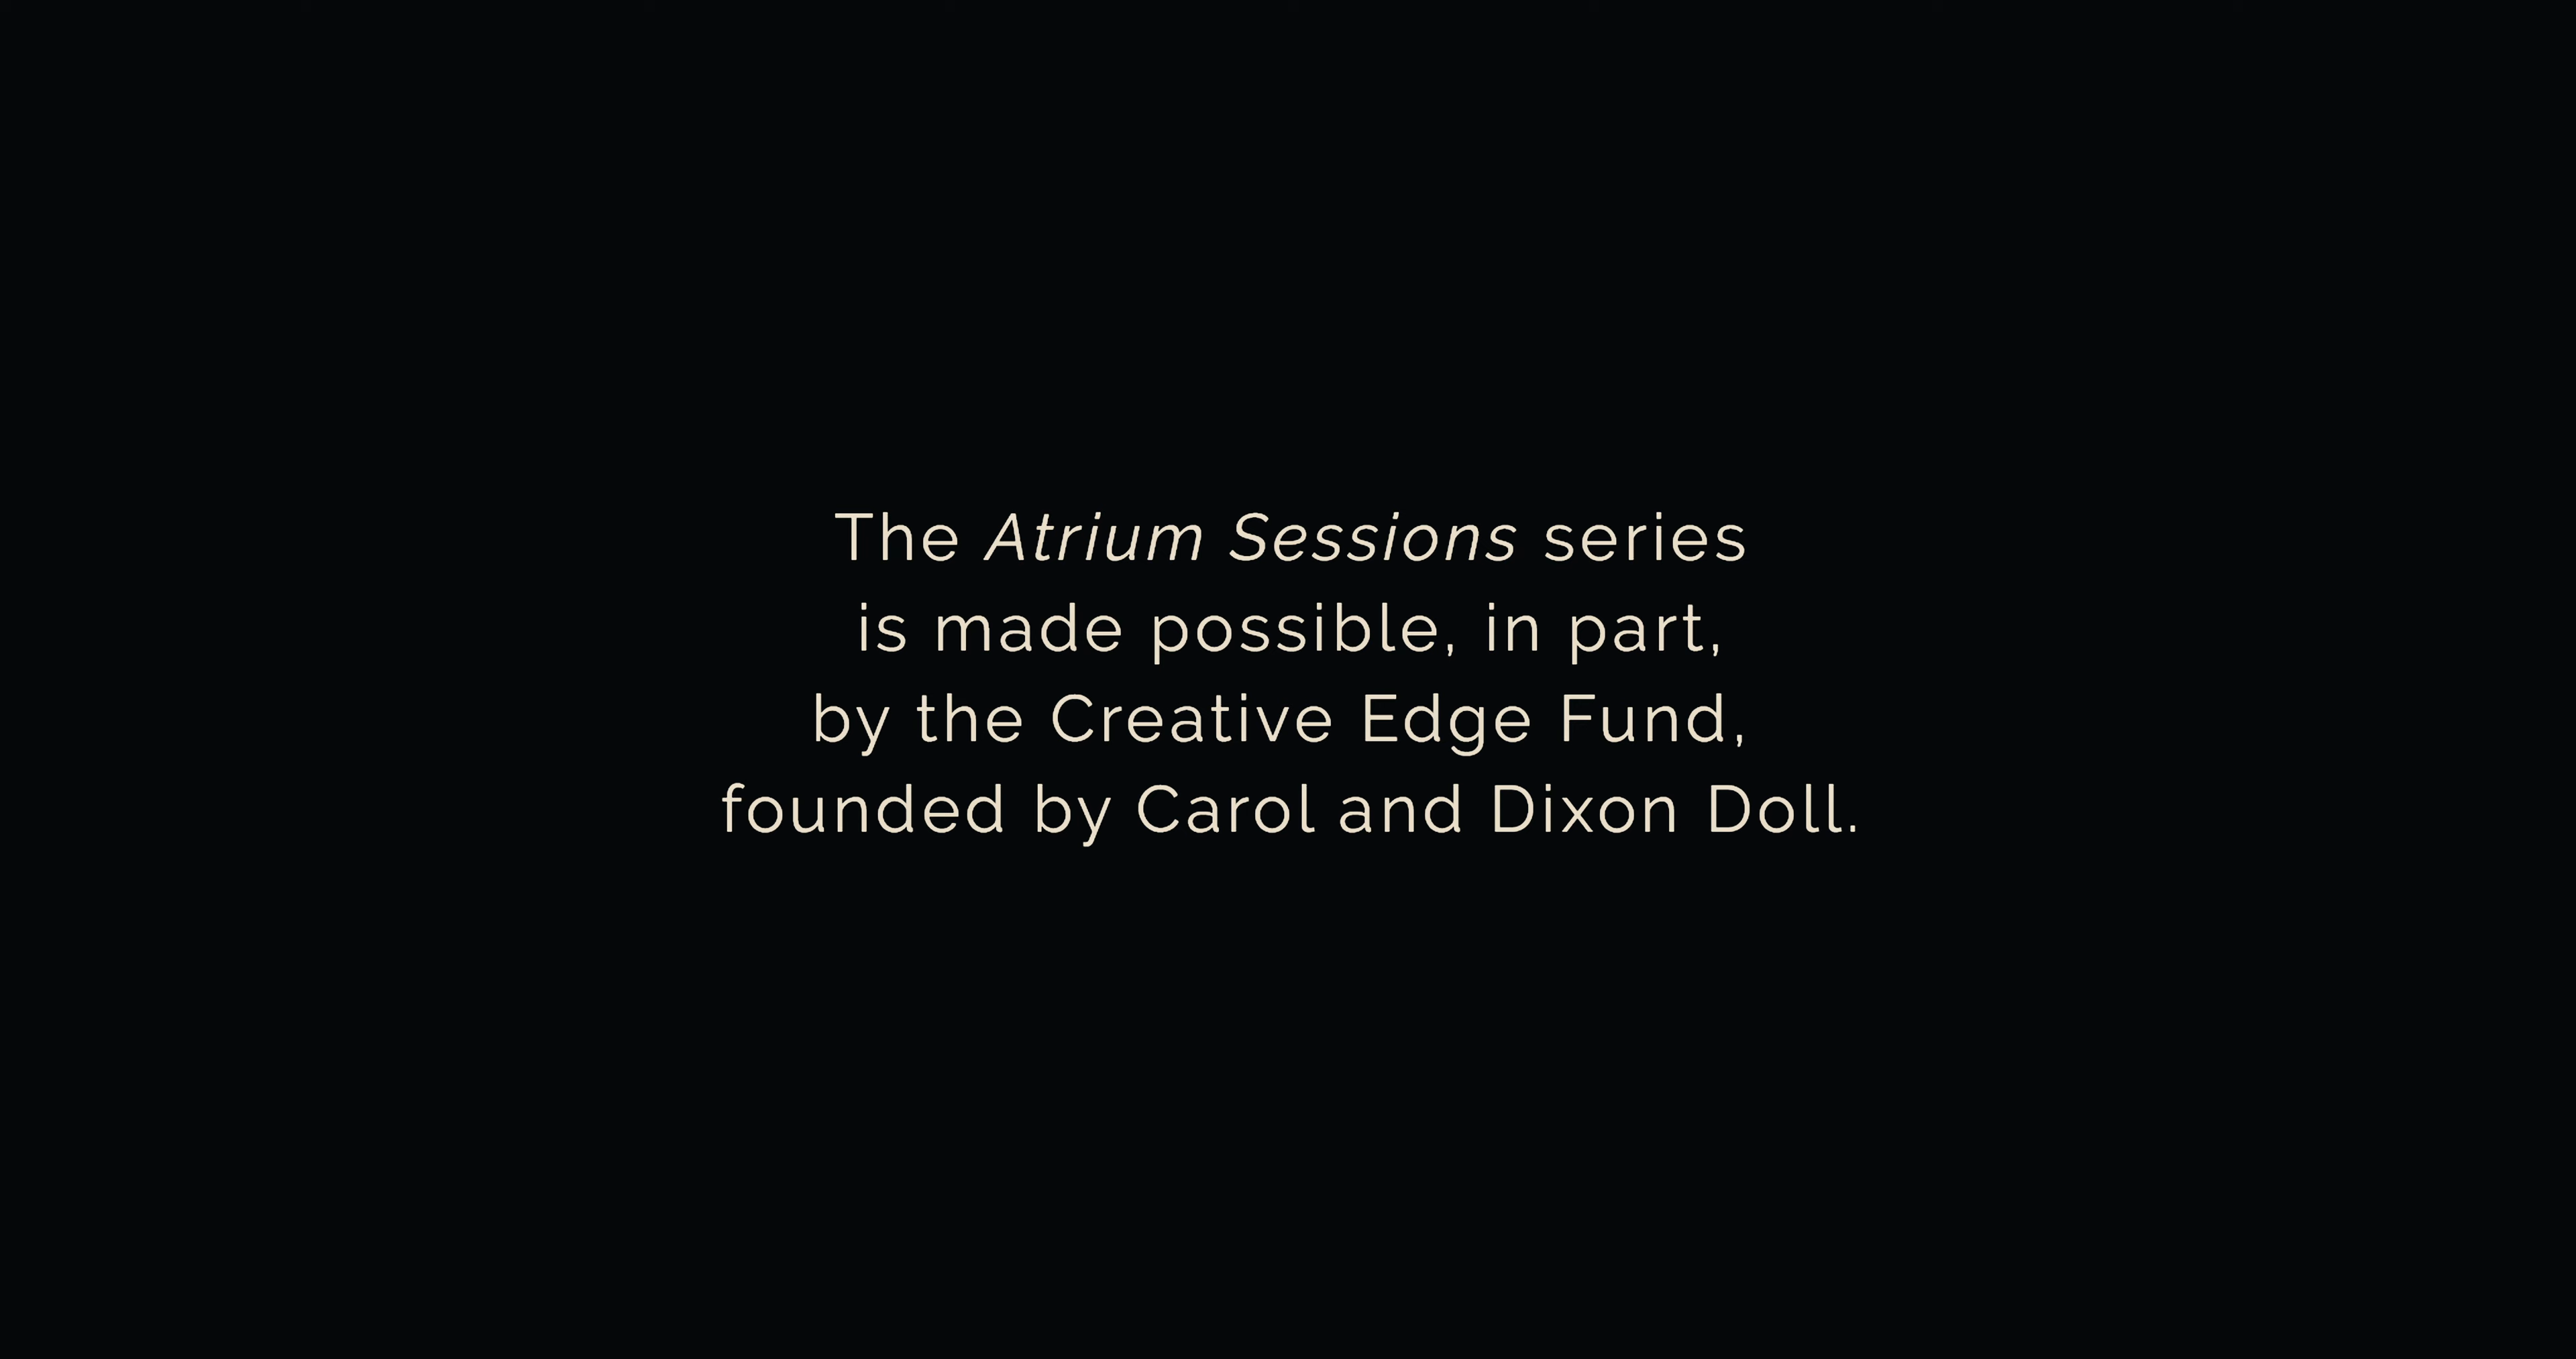 The Atrium Sessions series
is made possible, in part,
by the Creative Edge Fund,
founded by Carol and Dixon Doll.